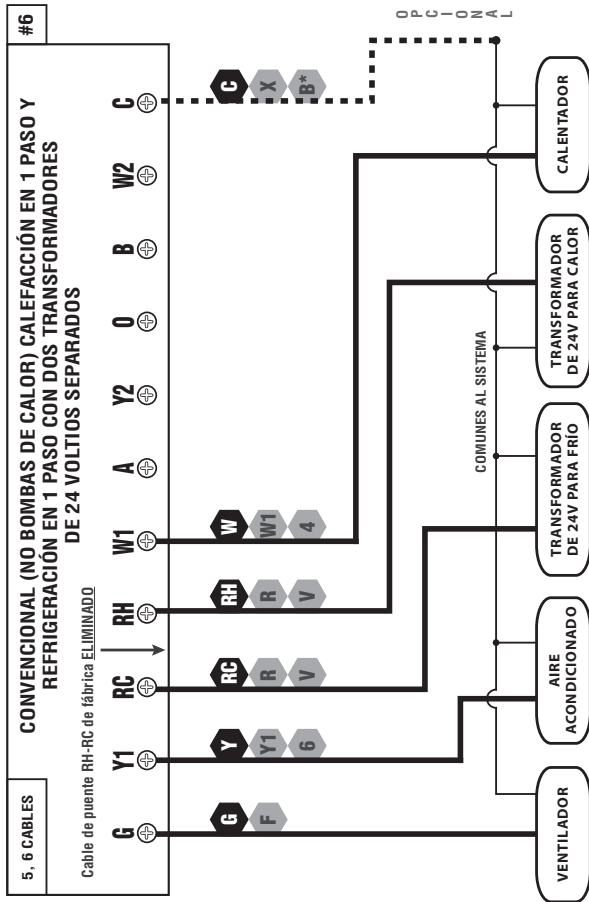 5, 6 CABLES
CONVENCIONAL (NO BOMBAS DE CALOR) CALEFACCIÓN EN 1 PASO Y
REFRIGERACIÓN EN 1 PASO CON DOS TRANSFORMADORES
DE 24 VOLTIOS SEPARADOS
#6
Cable de puente RH-RC de fábrica ELIMINADO
G Y1 RC RH W1 A Y2 O B W2 C
G Y RC RH W C
F Y1 R R W1 X
6 V V 4 B*
OPCIONAL
COMUNES AL SISTEMA
VENTILADOR
AIRE
ACONDICIONADO
TRANSFORMADOR
DE 24V PARA FRÍO
TRANSFORMADOR
DE 24V PARA CALOR
CALENTADOR